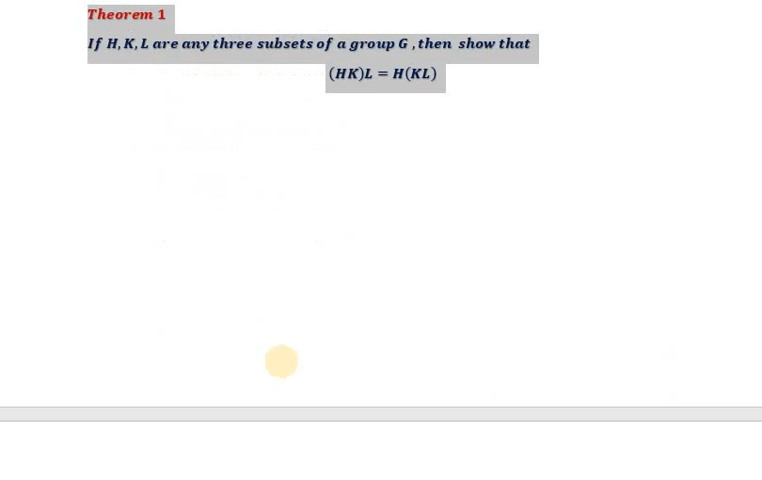 Theorem 1
If H, K, L are any three subsets of a group G , then show that
(HK)L = H(KL)